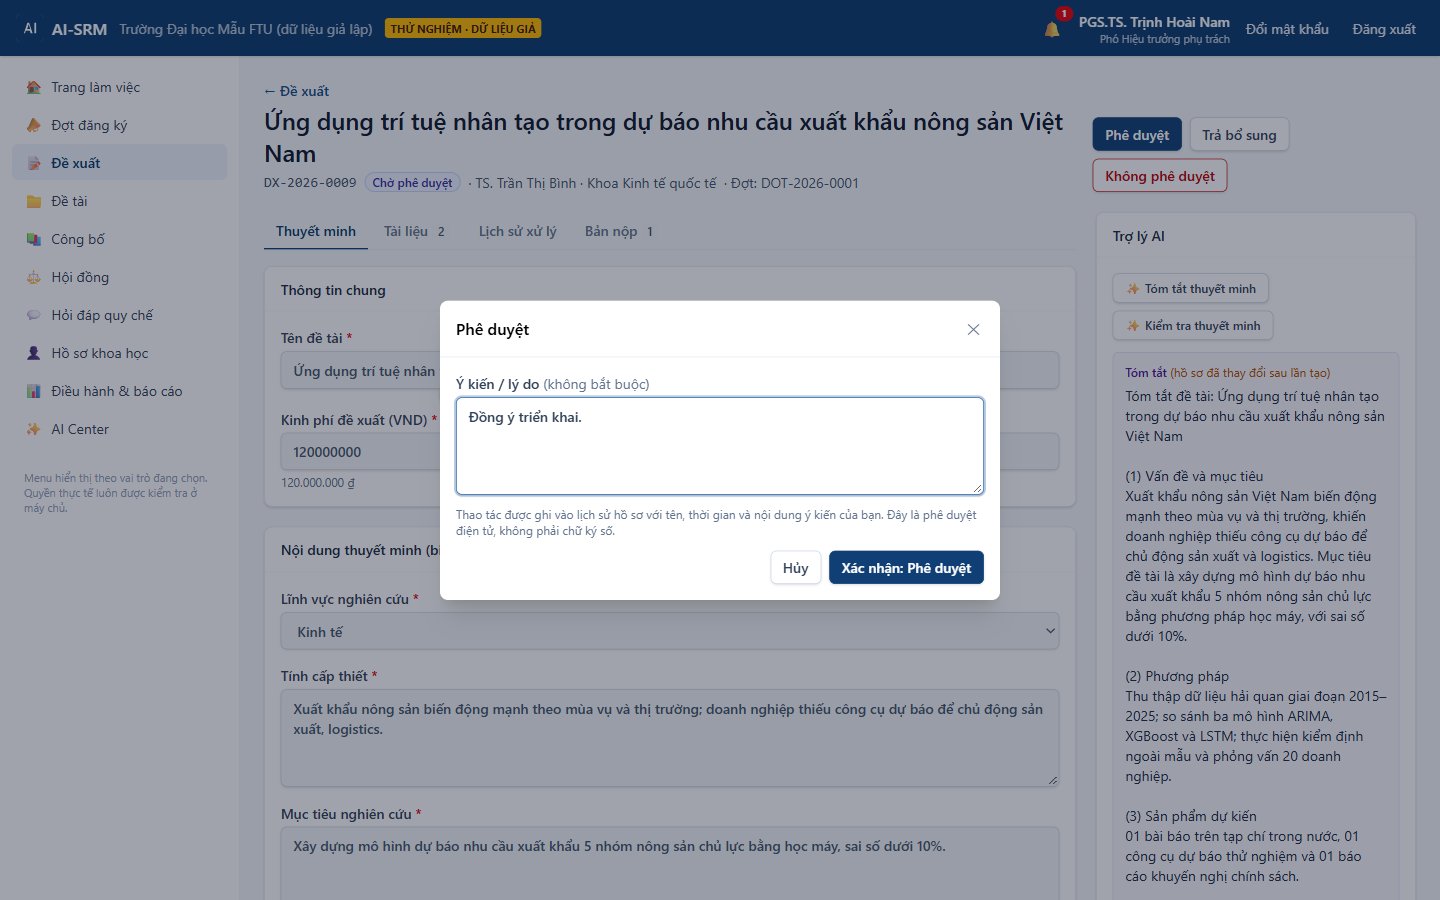 AI AI-SRM Trường Đại học Mẫu FTU (dữ liệu giả lập) THỬ NGHIỆM · DỮ LIỆU GIẢ
1
PGS.TS. Trịnh Hoài Nam
Phó Hiệu trưởng phụ trách
Đổi mật khẩu
Đăng xuất
Trang làm việc
Đợt đăng ký
Đề xuất
Đề tài
Công bố
Hội đồng
Hỏi đáp quy chế
Hồ sơ khoa học
Điều hành & báo cáo
AI Center
Menu hiển thị theo vai trò đang chọn.
Quyền thực tế luôn được kiểm tra ở
máy chủ.
← Đề xuất
Ứng dụng trí tuệ nhân tạo trong dự báo nhu cầu xuất khẩu nông sản Việt
Nam
DX-2026-0009 Chờ phê duyệt · TS. Trần Thị Bình · Khoa Kinh tế quốc tế · Đợt: DOT-2026-0001
Phê duyệt
Trả bổ sung
Không phê duyệt
Thuyết minh
Tài liệu 2
Lịch sử xử lý
Bản nộp 1
Thông tin chung
Tên đề tài *
Ứng dụng trí tuệ nhân
Kinh phí đề xuất (VND) *
120000000
120.000.000 ₫
Nội dung thuyết minh (bi
Lĩnh vực nghiên cứu *
Kinh tế
Tính cấp thiết *
Xuất khẩu nông sản biến động mạnh theo mùa vụ và thị trường; doanh nghiệp thiếu công cụ dự báo để chủ động sản
xuất, logistics.
Mục tiêu nghiên cứu *
Xây dựng mô hình dự báo nhu cầu xuất khẩu 5 nhóm nông sản chủ lực bằng học máy, sai số dưới 10%.
Phê duyệt
Ý kiến / lý do (không bắt buộc)
Đồng ý triển khai.
Thao tác được ghi vào lịch sử hồ sơ với tên, thời gian và nội dung ý kiến của bạn. Đây là phê duyệt
điện tử, không phải chữ ký số.
Hủy
Xác nhận: Phê duyệt
Trợ lý AI
Tóm tắt thuyết minh
Kiểm tra thuyết minh
Tóm tắt (hồ sơ đã thay đổi sau lần tạo)
Tóm tắt đề tài: Ứng dụng trí tuệ nhân tạo
trong dự báo nhu cầu xuất khẩu nông sản
Việt Nam
(1) Vấn đề và mục tiêu
Xuất khẩu nông sản Việt Nam biến động
mạnh theo mùa vụ và thị trường, khiến
doanh nghiệp thiếu công cụ dự báo để
chủ động sản xuất và logistics. Mục tiêu
đề tài là xây dựng mô hình dự báo nhu
cầu xuất khẩu 5 nhóm nông sản chủ lực
bằng phương pháp học máy, với sai số
dưới 10%.
(2) Phương pháp
Thu thập dữ liệu hải quan giai đoạn 2015–
2025; so sánh ba mô hình ARIMA,
XGBoost và LSTM; thực hiện kiểm định
ngoài mẫu và phỏng vấn 20 doanh
nghiệp.
(3) Sản phẩm dự kiến
01 bài báo trên tạp chí trong nước, 01
công cụ dự báo thử nghiệm và 01 báo
cáo khuyến nghị chính sách.